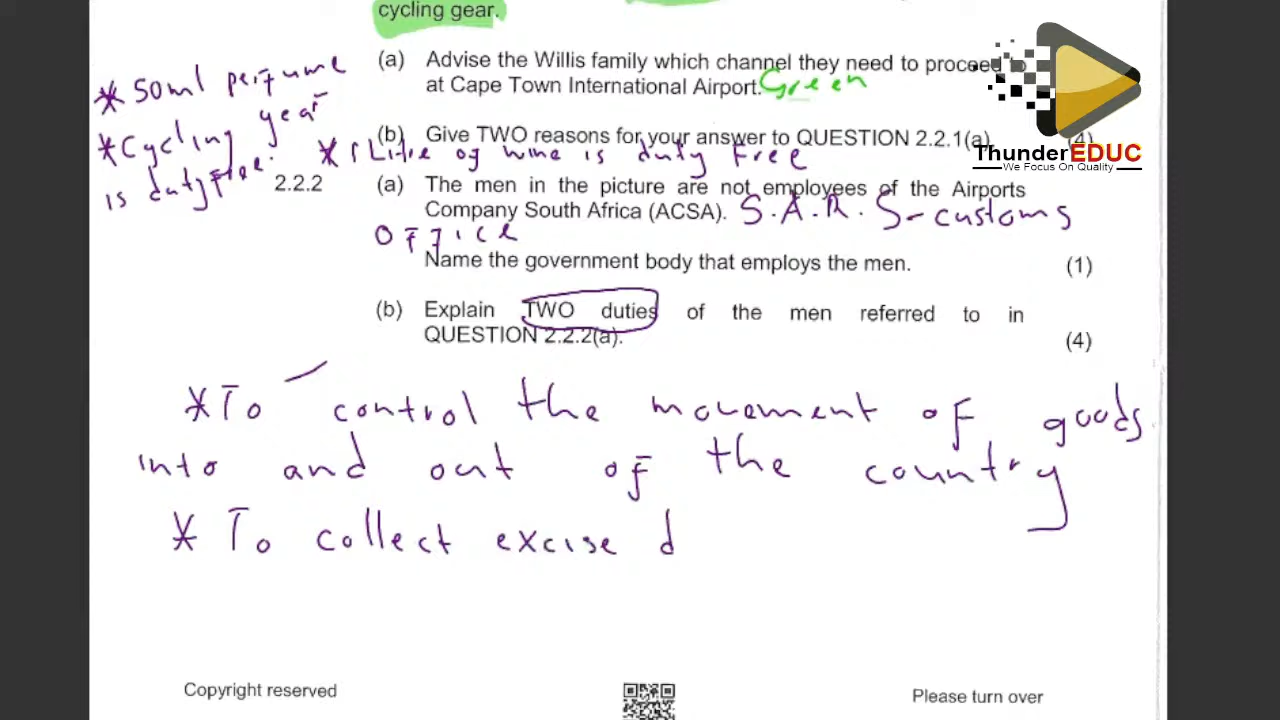 cycling gear.
(a) Advise the Willis family which channel they need to proceed to
at Cape Town International Airport. Green
* 50ml perfume
* Cycling gear
is duty free.
(b) Give TWO reasons for your answer to QUESTION 2.2.1(a). (4)
* 1 Litre of wine is duty free
ThunderEDUC
We Focus On Quality
2.2.2 (a) The men in the picture are not employees of the Airports
Company South Africa (ACSA). S.A.R.S - customs
office
Name the government body that employs the men. (1)
(b) Explain TWO duties of the men referred to in
QUESTION 2.2.2(a). (4)
* To control the movement of goods
into and out of the country
* To collect excise d
Copyright reserved
Please turn over